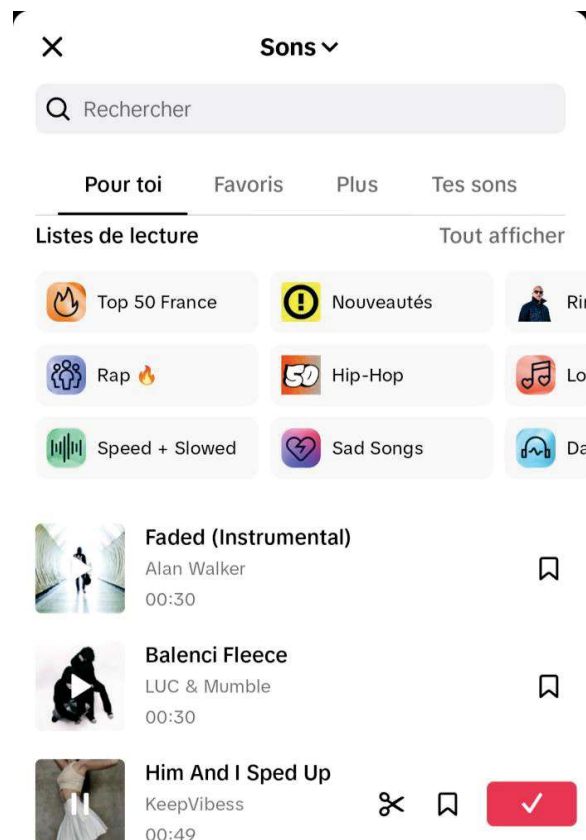 Sons
Rechercher
Pour toi Favoris Plus Tes sons
Listes de lecture Tout afficher
Top 50 France Nouveautés
Rap 🔥 50 Hip-Hop
Speed + Slowed Sad Songs
Faded (Instrumental)
Alan Walker
00:30
Balenci Fleece
LUC & Mumble
00:30
Him And I Sped Up
KeepVibess
00:49